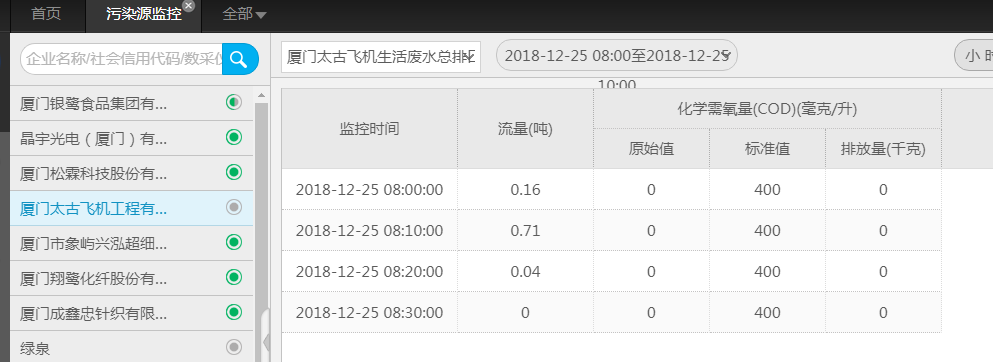 首页 污染源监控 全部
企业名称/社会信用代码/数采仪
厦门太古飞机生活废水总排区 2018-12-25 08:00至2018-12-25 10:00 小时
厦门银鹭食品集团有...
晶宇光电（厦门）有...
厦门松霖科技股份有...
厦门太古飞机工程有...
厦门市象屿兴泓超细...
厦门翔鹭化纤股份有...
厦门成鑫忠针织有限...
绿泉
监控时间 流量(吨) 化学需氧量(COD)(毫克/升)
原始值 标准值 排放量(千克)
2018-12-25 08:00:00 0.16 0 400 0
2018-12-25 08:10:00 0.71 0 400 0
2018-12-25 08:20:00 0.04 0 400 0
2018-12-25 08:30:00 0 0 400 0